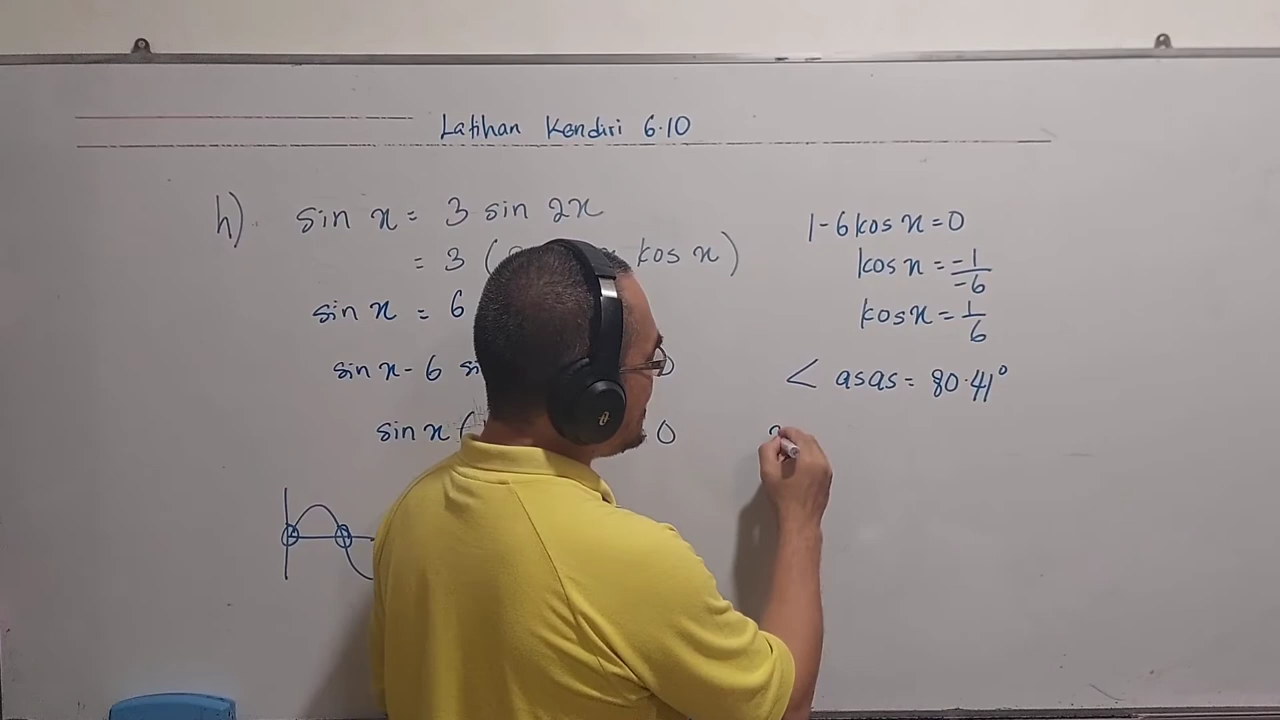 Latihan Kendiri 6.10
h). sin x = 3 sin 2x
= 3 ( kos x )
sin x = 6
sin x - 6
sin x ( 0
1 - 6 kos x = 0
kos x = -1/-6
kos x = 1/6
< asas = 80.41°